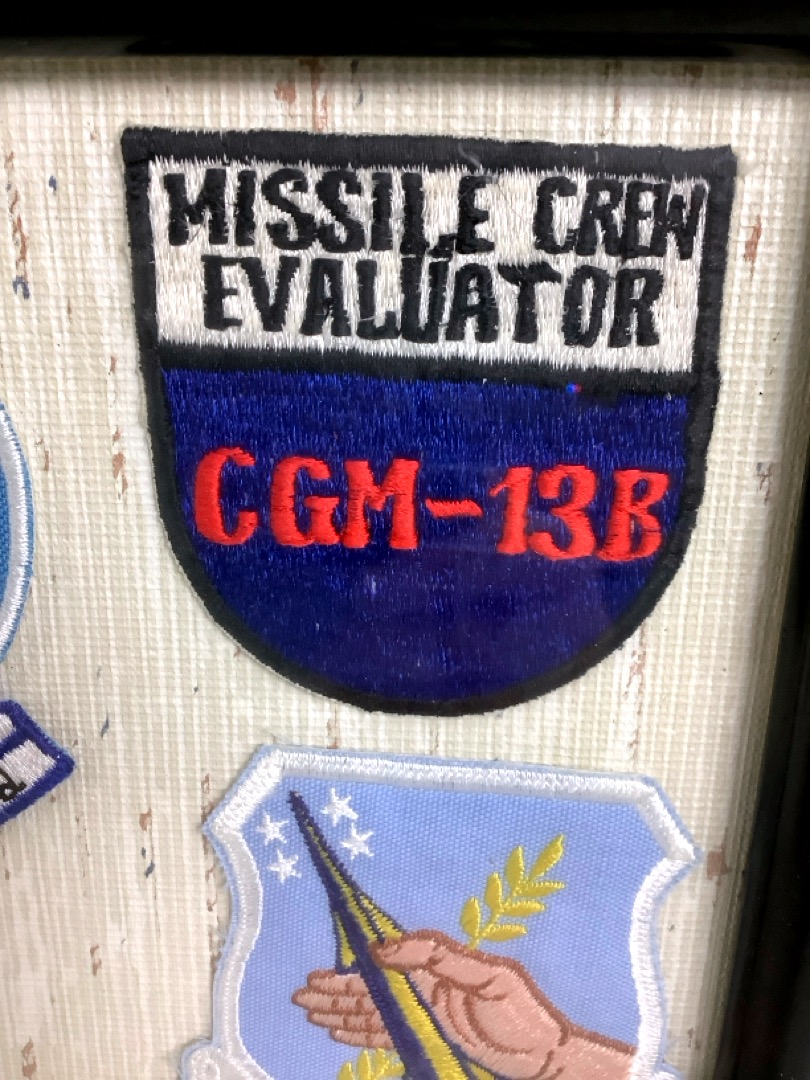 MISSILE CREW
EVALUATOR
CGM-13B